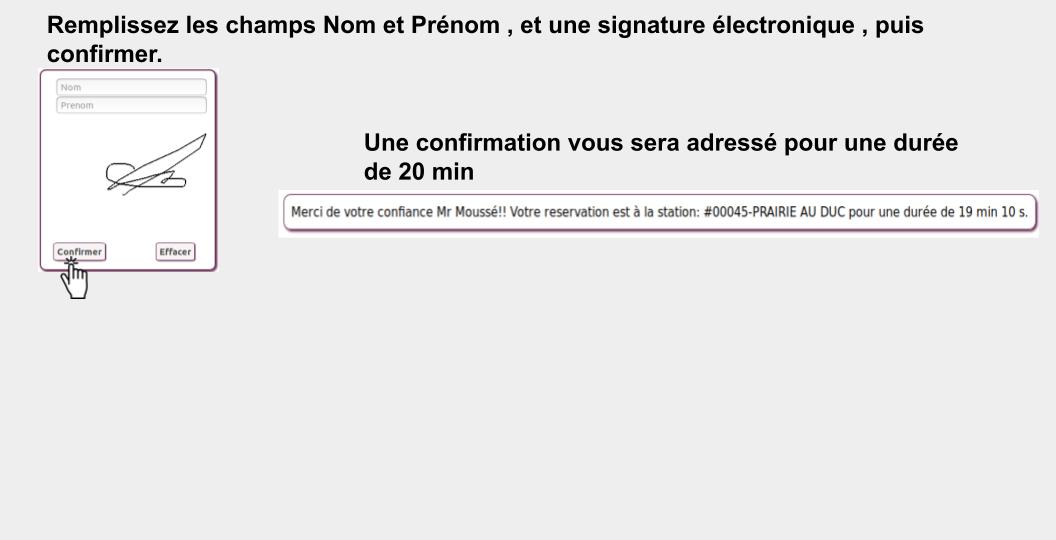 Remplissez les champs Nom et Prénom , et une signature électronique , puis
confirmer.
Nom
Prenom
Confirmer
Effacer
Une confirmation vous sera adressé pour une durée
de 20 min
Merci de votre confiance Mr Moussé!! Votre reservation est à la station: #00045-PRAIRIE AU DUC pour une durée de 19 min 10 s.